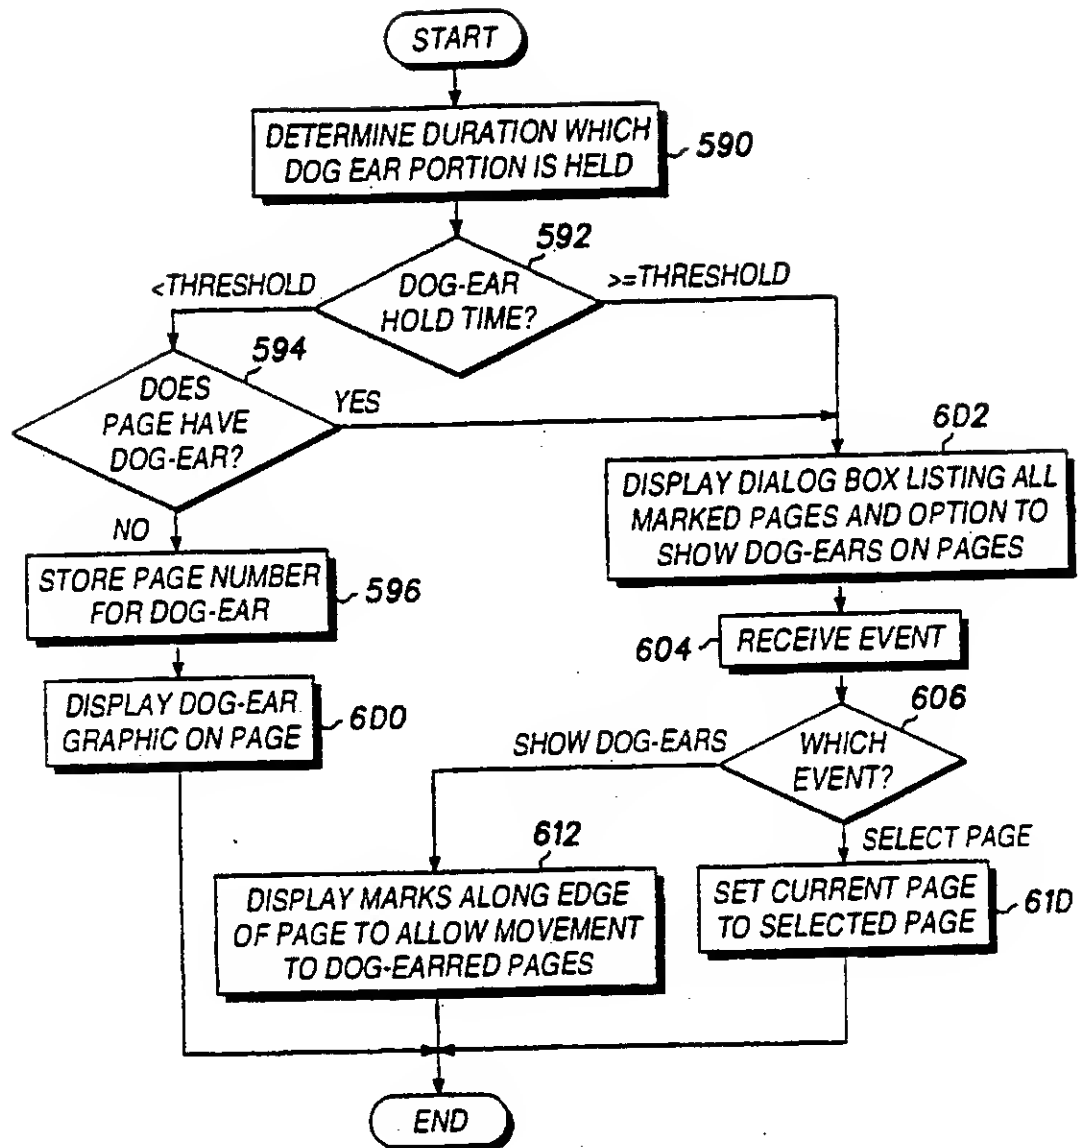 START
DETERMINE DURATION WHICH
DOG EAR PORTION IS HELD
590
592
DOG-EAR
HOLD TIME?
<THRESHOLD
>=THRESHOLD
594
DOES
PAGE HAVE
DOG-EAR?
YES
NO
STORE PAGE NUMBER
FOR DOG-EAR
596
DISPLAY DOG-EAR
GRAPHIC ON PAGE
600
602
DISPLAY DIALOG BOX LISTING ALL
MARKED PAGES AND OPTION TO
SHOW DOG-EARS ON PAGES
604
RECEIVE EVENT
606
WHICH
EVENT?
SHOW DOG-EARS
SELECT PAGE
612
DISPLAY MARKS ALONG EDGE
OF PAGE TO ALLOW MOVEMENT
TO DOG-EARRED PAGES
SET CURRENT PAGE
TO SELECTED PAGE
610
END